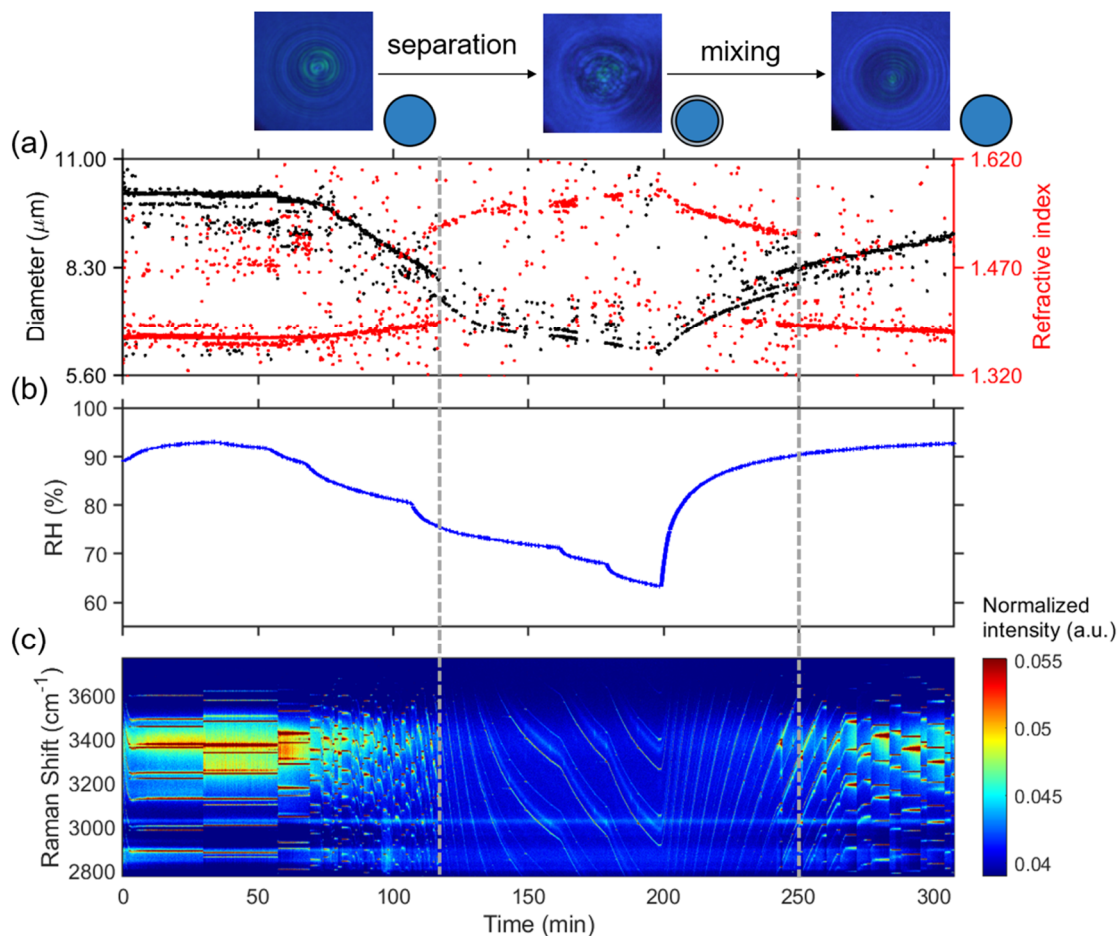 separation
mixing
(a)
11.00
8.30
5.60
Diameter (μm)
1.620
1.470
1.320
Refractive index
(b)
100
90
80
70
60
RH (%)
(c)
3600
3400
3200
3000
2800
Raman Shift (cm-1)
0
50
100
150
200
250
300
Time (min)
Normalized
intensity (a.u.)
0.055
0.05
0.045
0.04